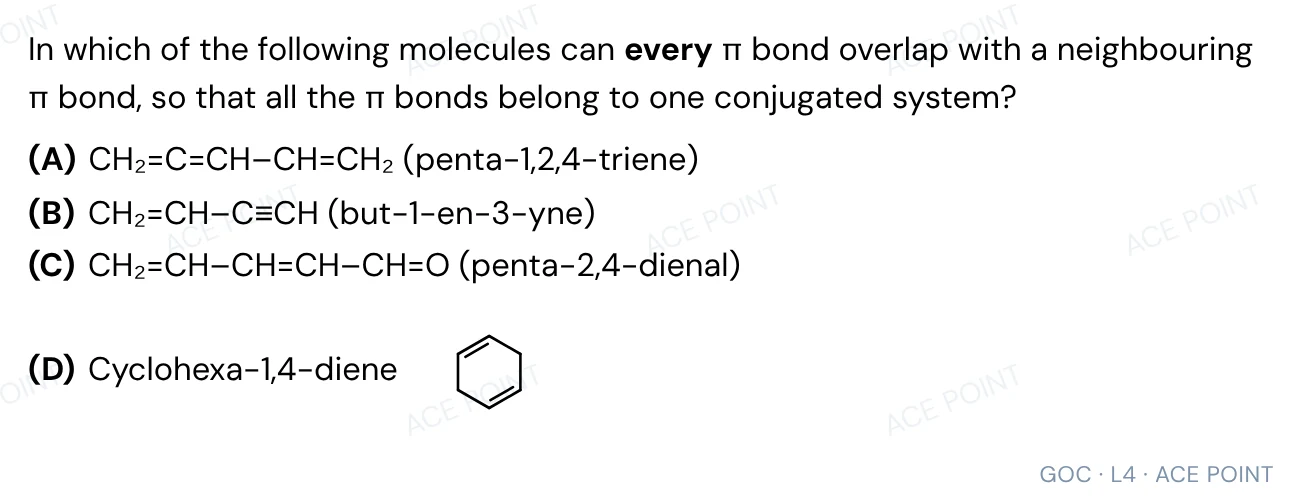 In which of the following molecules can every π bond overlap with a neighbouring
π bond, so that all the π bonds belong to one conjugated system?
(A) CH₂=C=CH–CH=CH₂ (penta-1,2,4-triene)
(B) CH₂=CH–C≡CH (but-1-en-3-yne)
(C) CH₂=CH–CH=CH–CH=O (penta-2,4-dienal)
(D) Cyclohexa-1,4-diene
GOC · L4 · ACE POINT